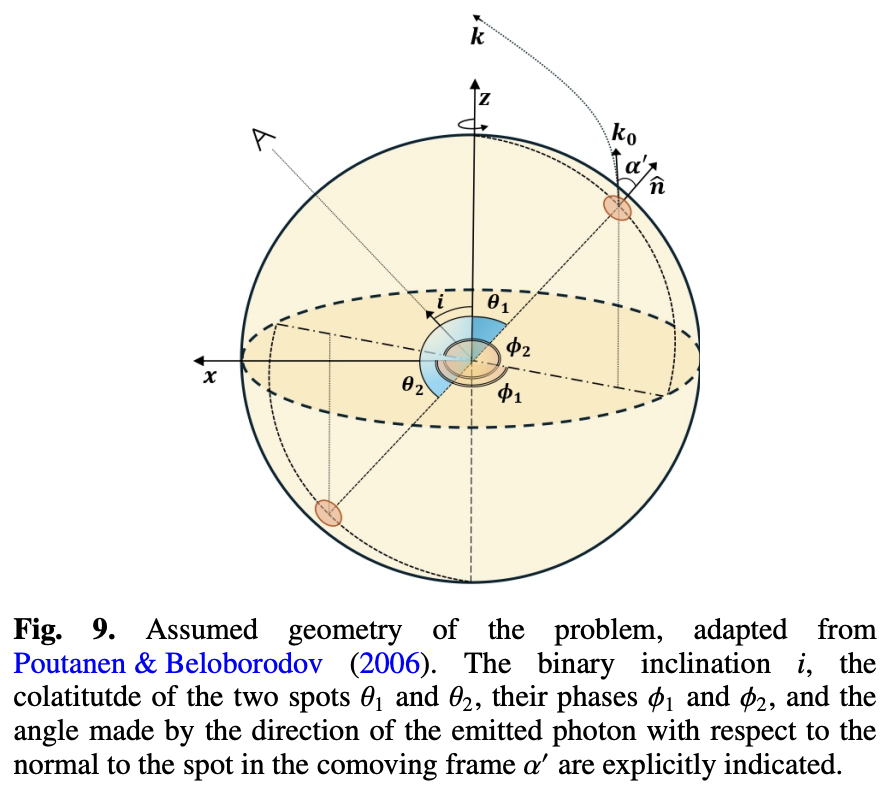 k
z
A
k₀
α′
n̂
i
θ₁
ϕ₂
x
θ₂
ϕ₁
Fig. 9. Assumed geometry of the problem, adapted from
Poutanen & Beloborodov (2006). The binary inclination i, the
colatitutde of the two spots θ₁ and θ₂, their phases ϕ₁ and ϕ₂, and the
angle made by the direction of the emitted photon with respect to the
normal to the spot in the comoving frame α′ are explicitly indicated.